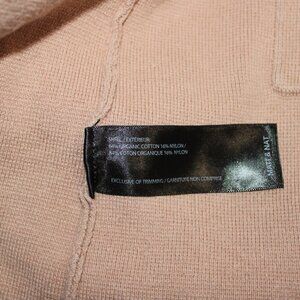 SHELL / EXTÉRIEUR:
84% ORGANIC COTTON 16% NYLON /
84% COTON ORGANIQUE 16% NYLON
EXCLUSIVE OF TRIMMING / GARNITURE NON COMPRISE
MATT & NAT